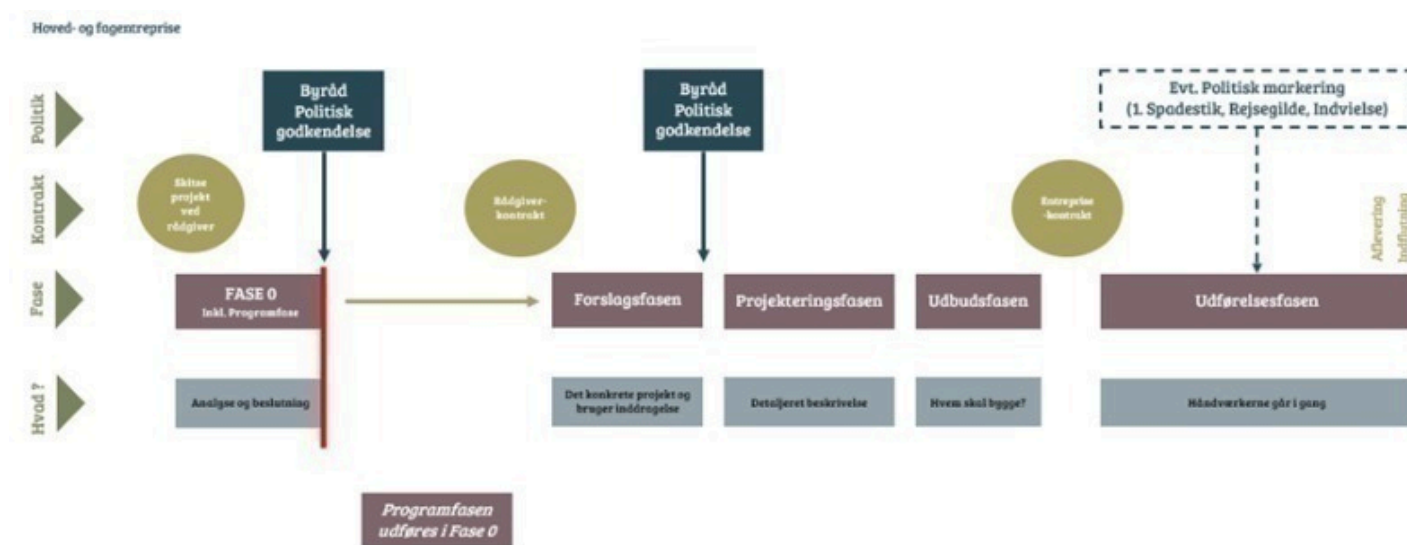 Hoved- og fagentreprise
Politik
Byråd
Politisk
godkendelse
Byråd
Politisk
godkendelse
Evt. Politisk markering
(1. Spadestik, Rejsegilde, Indvielse)
Kontrakt
Skitse
projekt
ved
rådgiver
Rådgiver-
kontrakt
Entreprise
-kontrakt
Aflevering
Indflytning
Fase
FASE 0
Inkl. Programfase
Forslagsfasen
Projekteringsfasen
Udbudsfasen
Udførelsesfasen
Hvad ?
Analyse og beslutning
Det konkrete projekt og
bruger inddragelse
Detaljeret beskrivelse
Hvem skal bygge?
Håndværkerne går i gang
Programfasen
udføres i Fase 0